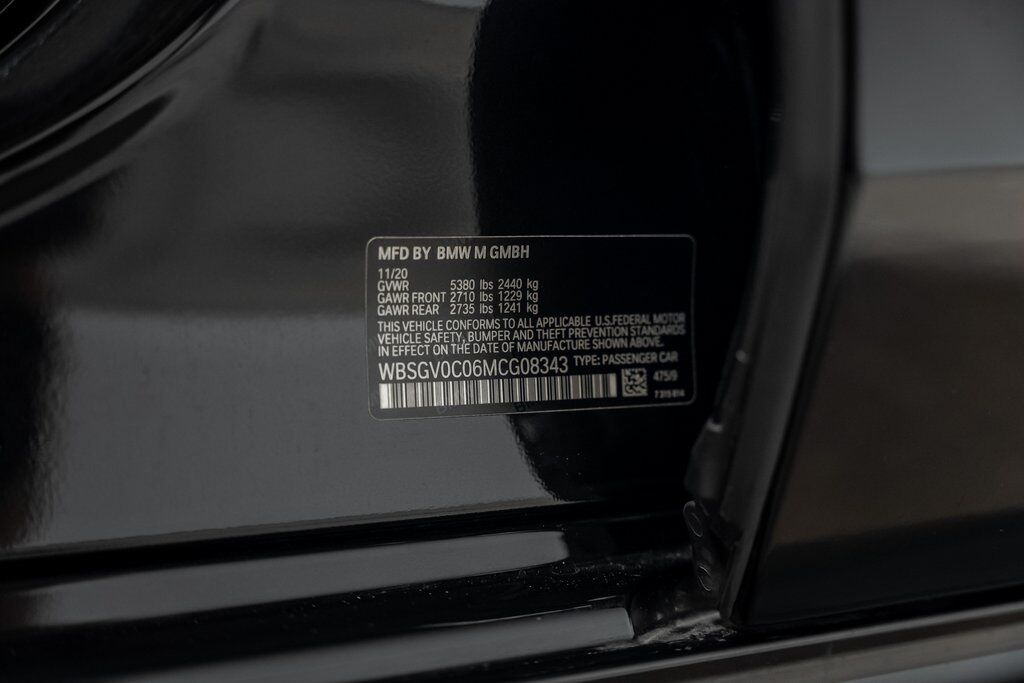 MFD BY BMW M GMBH
11/20
GVWR 5380 lbs 2440 kg
GAWR FRONT 2710 lbs 1229 kg
GAWR REAR 2735 lbs 1241 kg
THIS VEHICLE CONFORMS TO ALL APPLICABLE U.S.FEDERAL MOTOR
VEHICLE SAFETY, BUMPER AND THEFT PREVENTION STANDARDS
IN EFFECT ON THE DATE OF MANUFACTURE SHOWN ABOVE.
WBSGV0C06MCG08343 TYPE: PASSENGER CAR
475/9
7 315 814